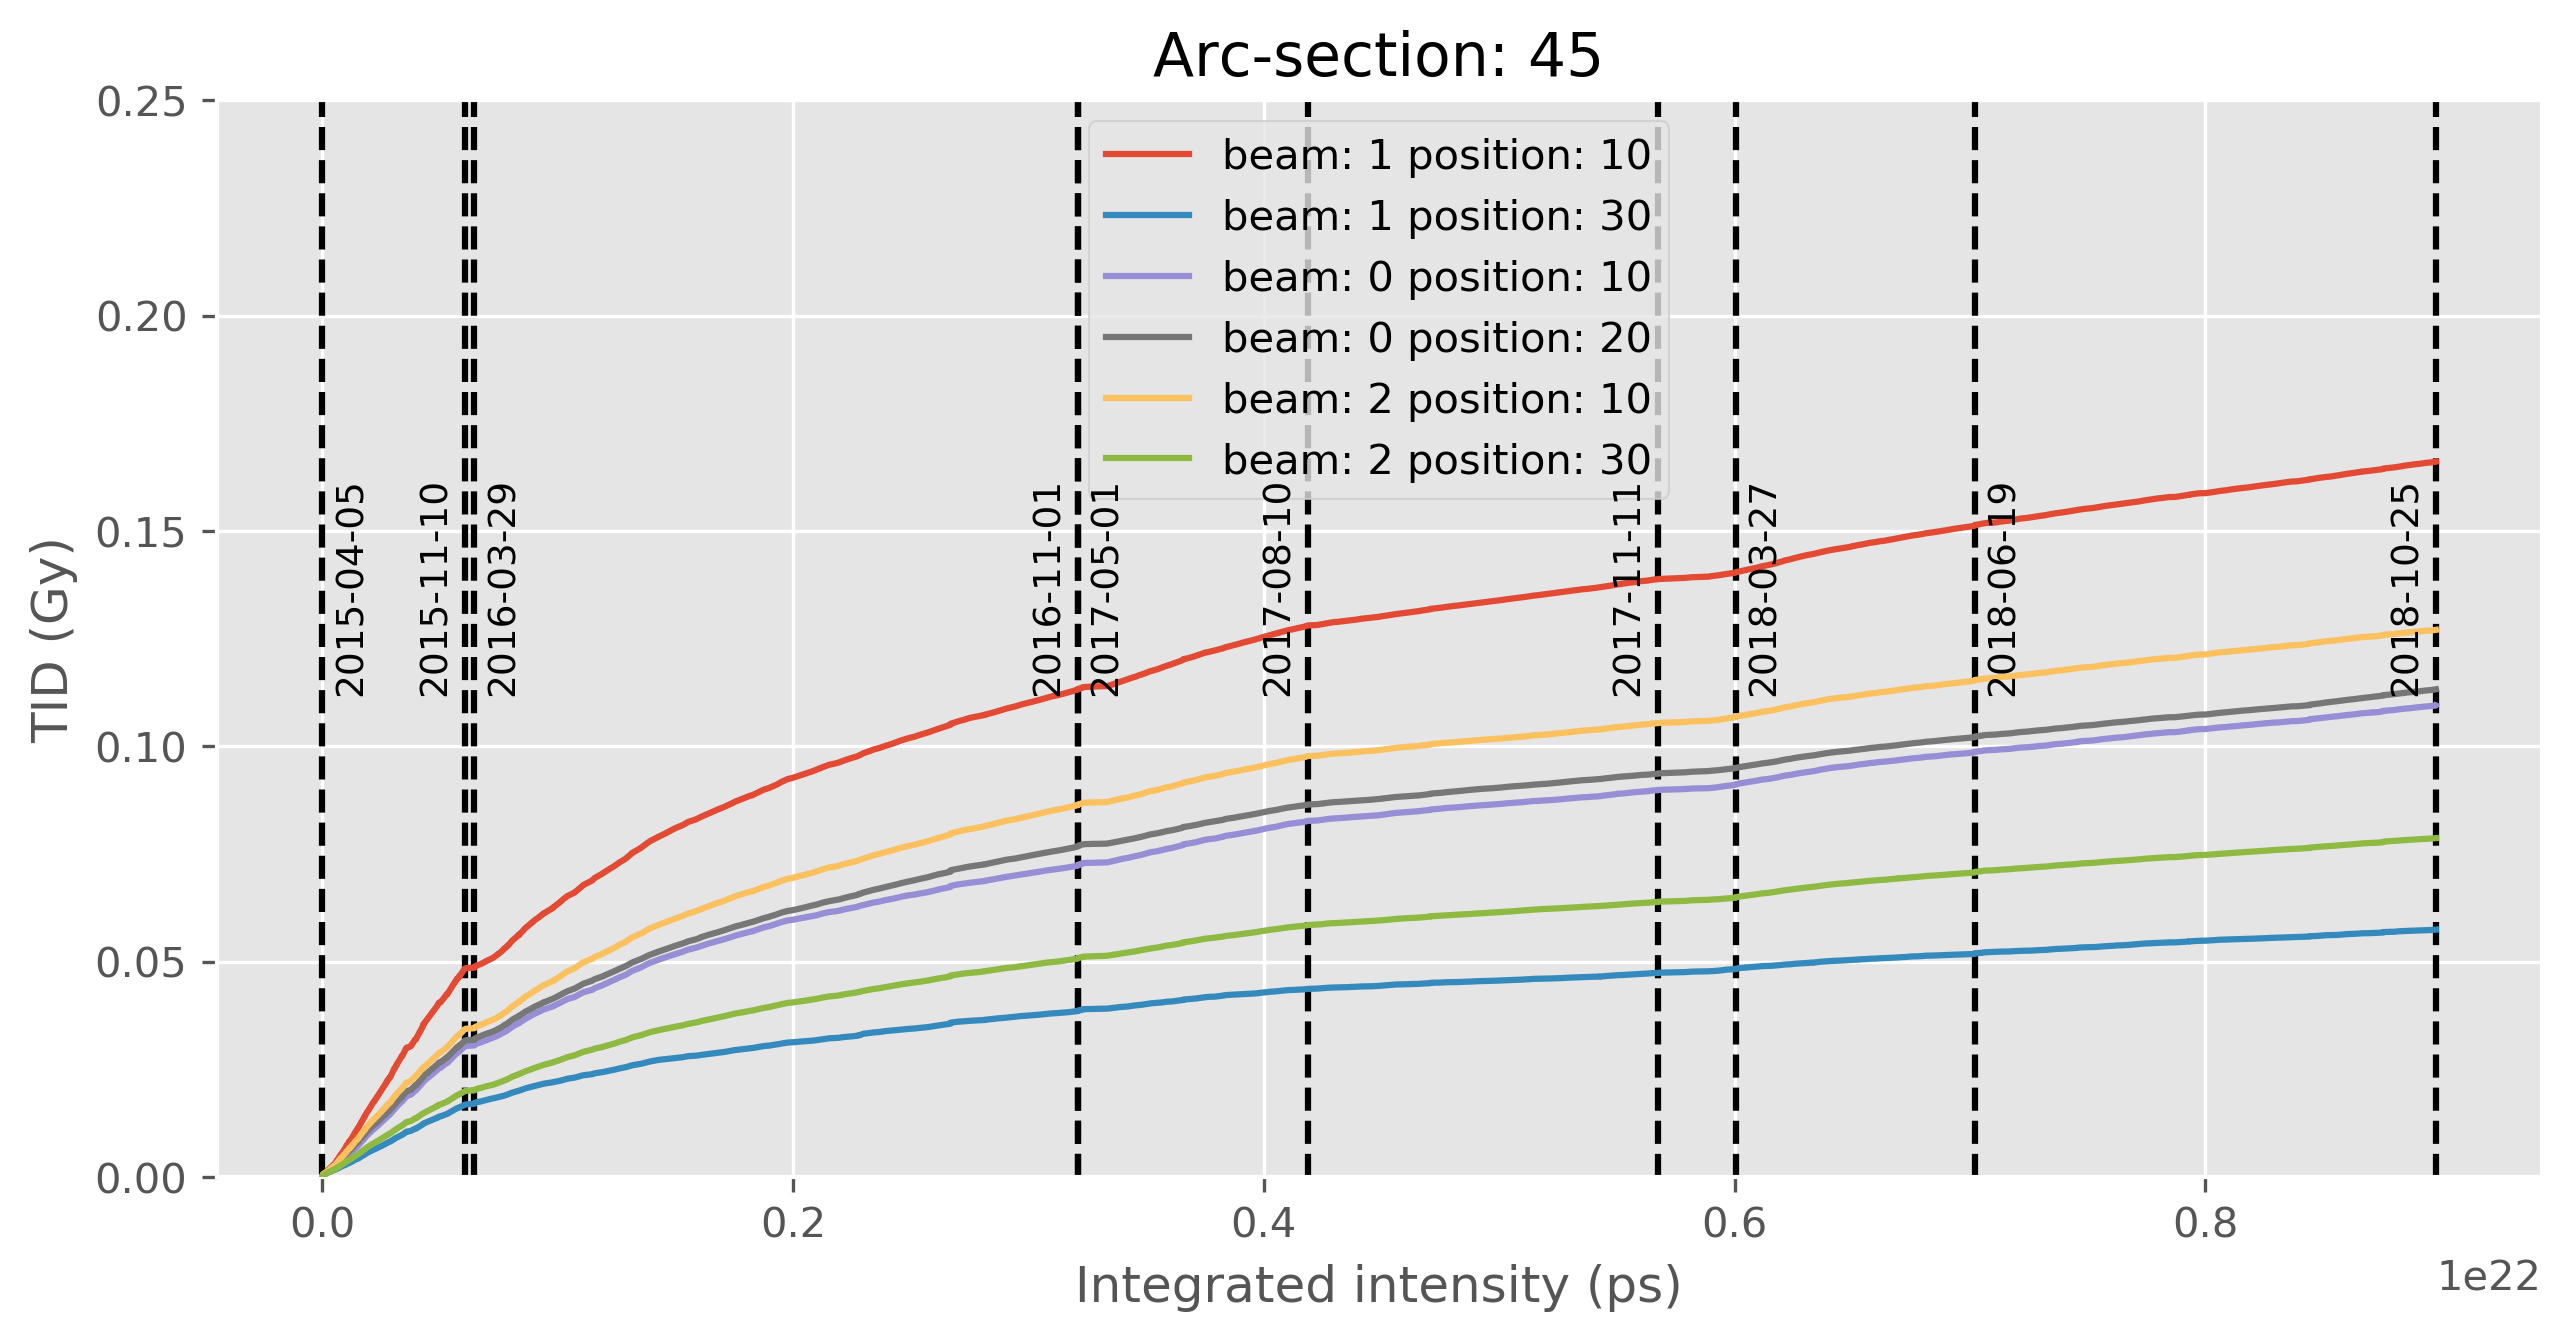 Arc-section: 45
0.25
0.20
0.15
0.10
0.05
0.00
TID (Gy)
beam: 1 position: 10
beam: 1 position: 30
beam: 0 position: 10
beam: 0 position: 20
beam: 2 position: 10
beam: 2 position: 30
2015-04-05
2015-11-10
2016-03-29
2016-11-01
2017-05-01
2017-08-10
2017-11-11
2018-03-27
2018-06-19
2018-10-25
0.0
0.2
0.4
0.6
0.8
1e22
Integrated intensity (ps)